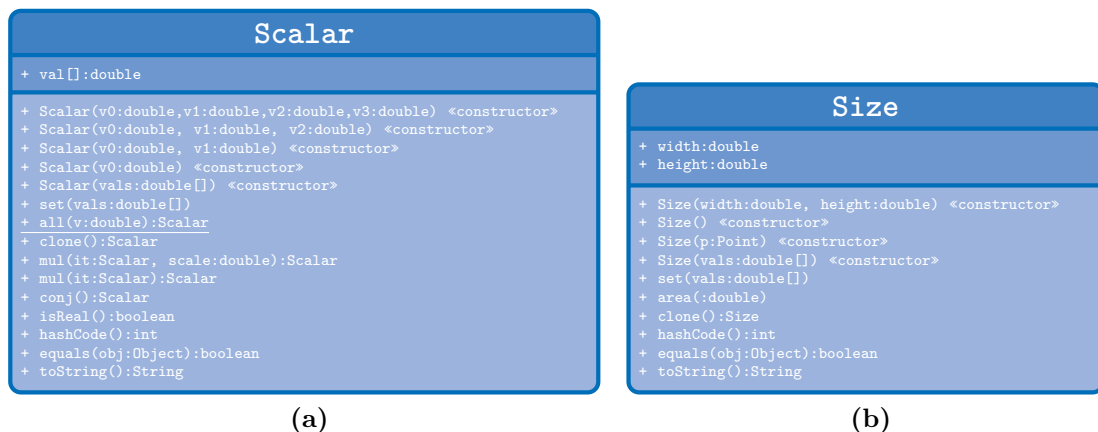 Scalar
+ val[]:double
+ Scalar(v0:double,v1:double,v2:double,v3:double) «constructor»
+ Scalar(v0:double, v1:double, v2:double) «constructor»
+ Scalar(v0:double, v1:double) «constructor»
+ Scalar(v0:double) «constructor»
+ Scalar(vals:double[]) «constructor»
+ set(vals:double[])
+ all(v:double):Scalar
+ clone():Scalar
+ mul(it:Scalar, scale:double):Scalar
+ mul(it:Scalar):Scalar
+ conj():Scalar
+ isReal():boolean
+ hashCode():int
+ equals(obj:Object):boolean
+ toString():String
(a)
Size
+ width:double
+ height:double
+ Size(width:double, height:double) «constructor»
+ Size() «constructor»
+ Size(p:Point) «constructor»
+ Size(vals:double[]) «constructor»
+ set(vals:double[])
+ area(:double)
+ clone():Size
+ hashCode():int
+ equals(obj:Object):boolean
+ toString():String
(b)